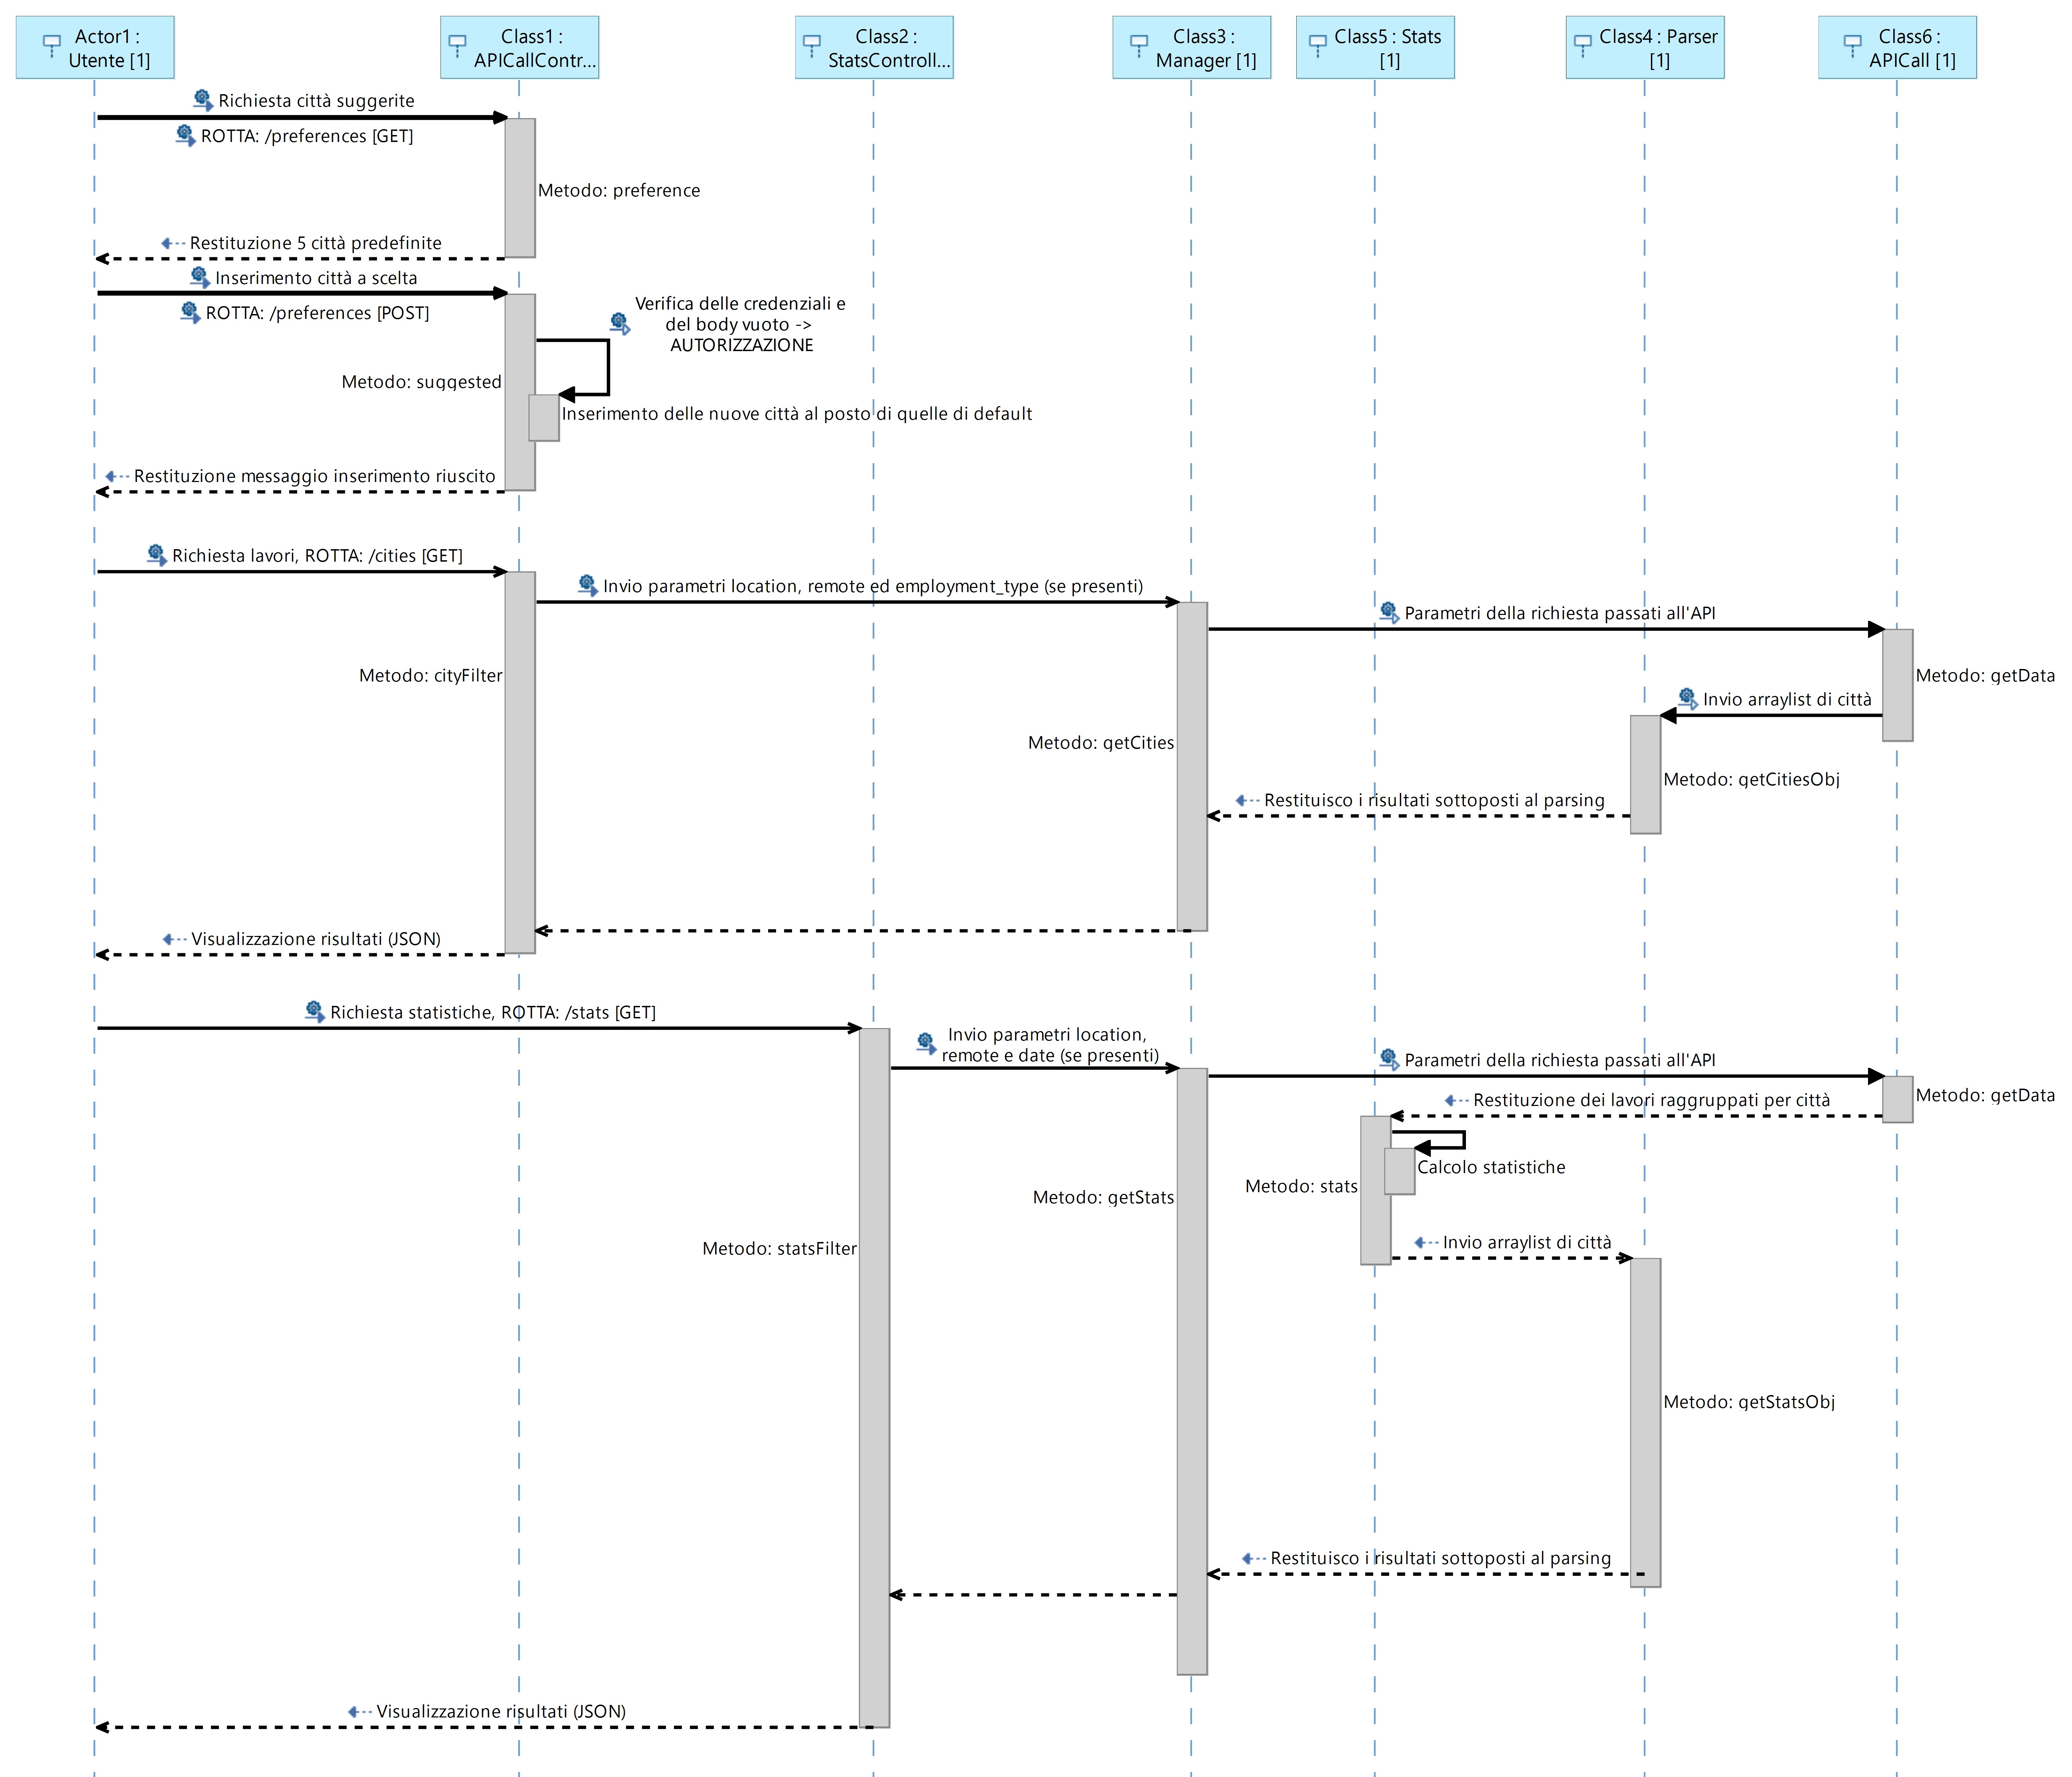 Actor1 :
Utente [1]
Class1 :
APICallContr...
Class2 :
StatsControll...
Class3 :
Manager [1]
Class5 : Stats
[1]
Class4 : Parser
[1]
Class6 :
APICall [1]
Richiesta città suggerite
ROTTA: /preferences [GET]
Metodo: preference
Restituzione 5 città predefinite
Inserimento città a scelta
ROTTA: /preferences [POST]
Verifica delle credenziali e
del body vuoto ->
AUTORIZZAZIONE
Metodo: suggested
Inserimento delle nuove città al posto di quelle di default
Restituzione messaggio inserimento riuscito
Richiesta lavori, ROTTA: /cities [GET]
Invio parametri location, remote ed employment_type (se presenti)
Parametri della richiesta passati all'API
Metodo: cityFilter
Metodo: getData
Invio arraylist di città
Metodo: getCities
Metodo: getCitiesObj
Restituisco i risultati sottoposti al parsing
Visualizzazione risultati (JSON)
Richiesta statistiche, ROTTA: /stats [GET]
Invio parametri location,
remote e date (se presenti)
Parametri della richiesta passati all'API
Metodo: getData
Restituzione dei lavori raggruppati per città
Calcolo statistiche
Metodo: stats
Metodo: getStats
Invio arraylist di città
Metodo: statsFilter
Metodo: getStatsObj
Restituisco i risultati sottoposti al parsing
Visualizzazione risultati (JSON)